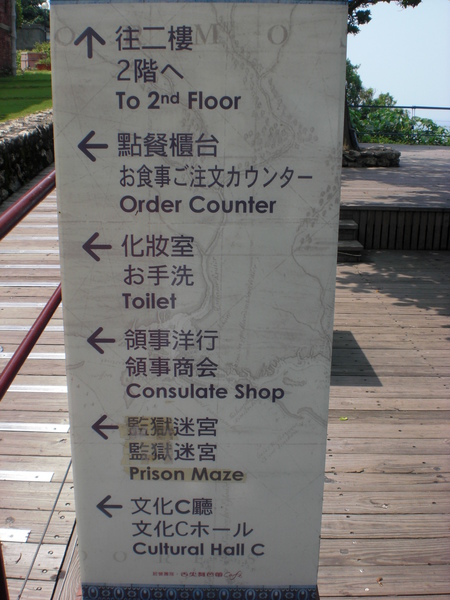 往二樓
2階へ
To 2nd Floor
點餐櫃台
お食事ご注文カウンター
Order Counter
化妝室
お手洗
Toilet
領事洋行
領事商会
Consulate Shop
監獄迷宮
監獄迷宮
Prison Maze
文化C廳
文化Cホール
Cultural Hall C